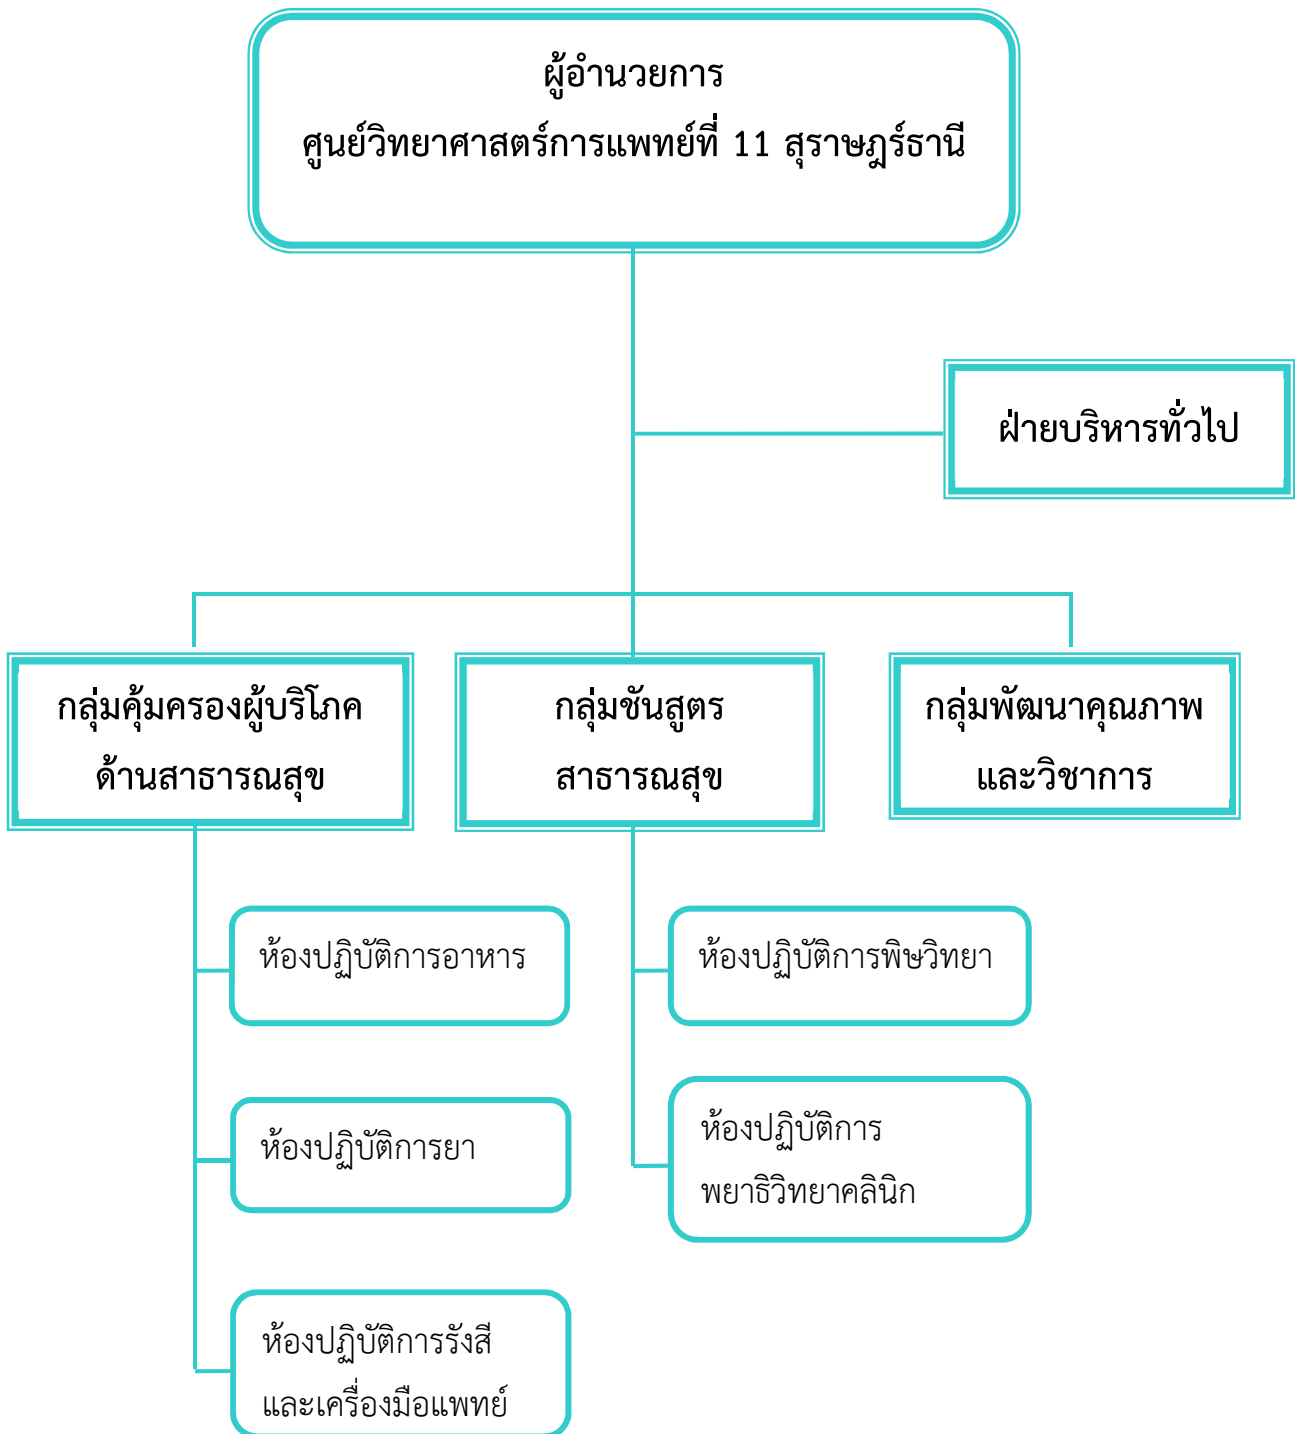 ผู้อำนวยการ
ศูนย์วิทยาศาสตร์การแพทย์ที่ 11 สุราษฎร์ธานี
ฝ่ายบริหารทั่วไป
กลุ่มคุ้มครองผู้บริโภค
ด้านสาธารณสุข
กลุ่มชันสูตร
สาธารณสุข
กลุ่มพัฒนาคุณภาพ
และวิชาการ
ห้องปฏิบัติการอาหาร
ห้องปฏิบัติการยา
ห้องปฏิบัติการรังสี
และเครื่องมือแพทย์
ห้องปฏิบัติการพิษวิทยา
ห้องปฏิบัติการ
พยาธิวิทยาคลินิก